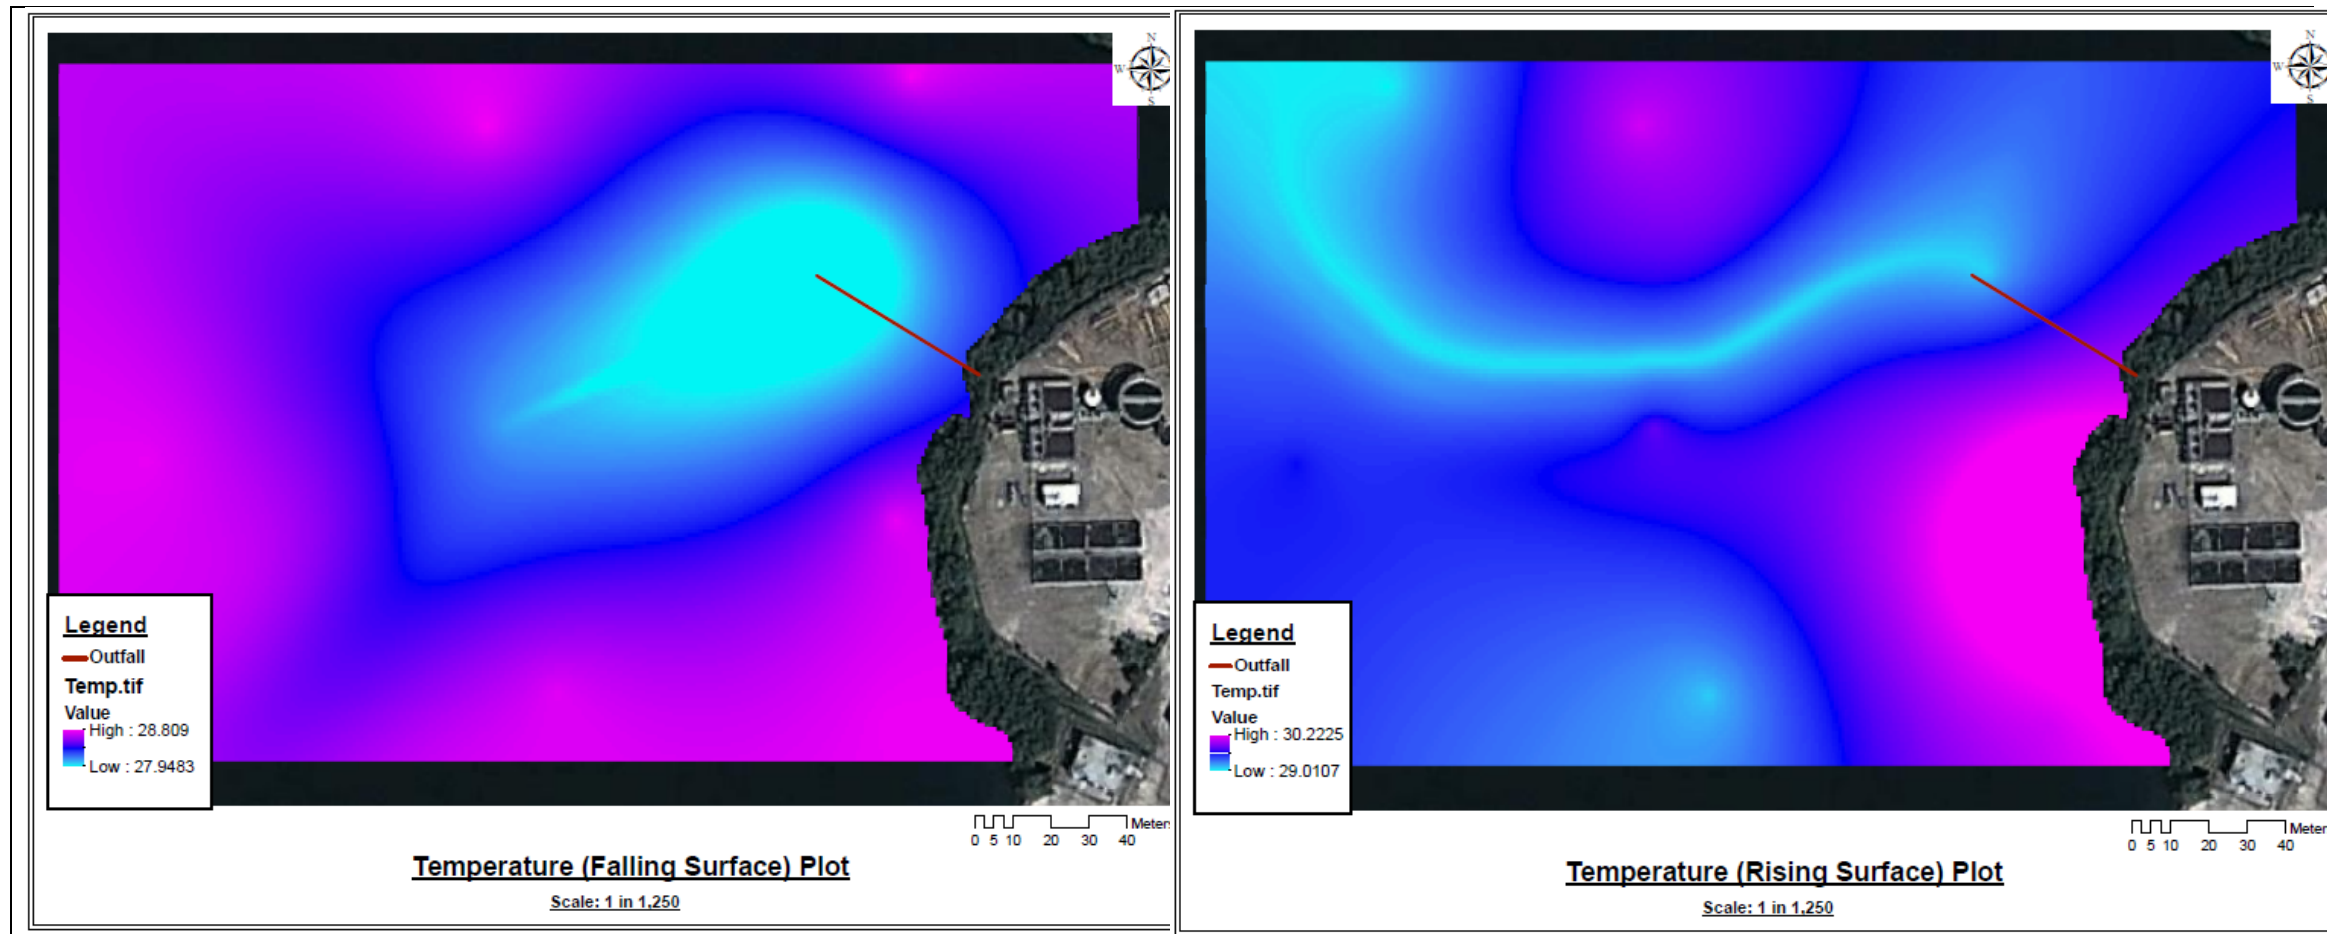 N
W
S
Legend
Outfall
Temp.tif
Value
High : 28.809
Low : 27.9483
0 5 10 20 30 40
Temperature (Falling Surface) Plot
Scale: 1 in 1,250
N
W
S
Legend
Outfall
Temp.tif
Value
High : 30.2225
Low : 29.0107
Meter
0 5 10 20 30 40
Temperature (Rising Surface) Plot
Scale: 1 in 1,250